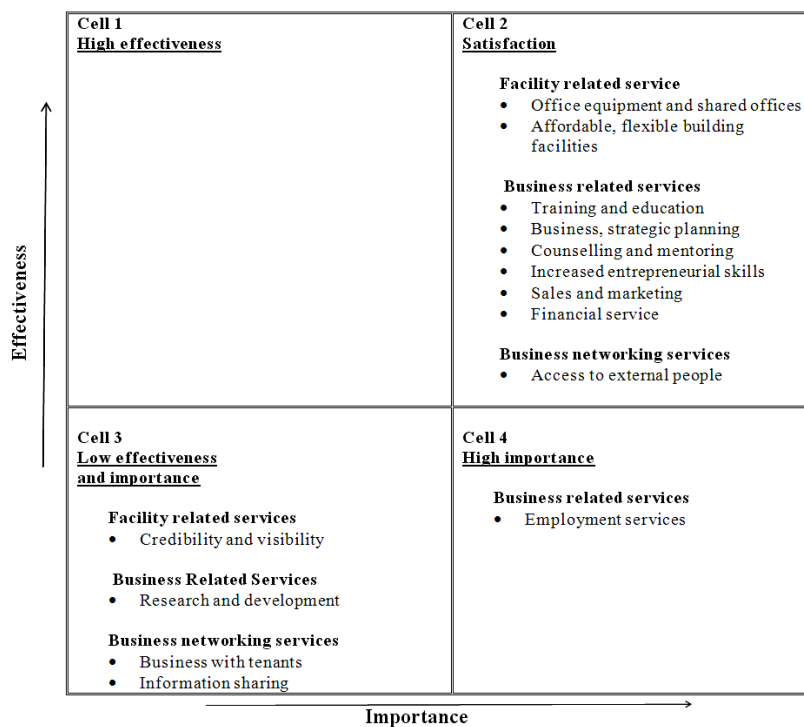 Cell 1
High effectiveness
Cell 2
Satisfaction
Facility related service
• Office equipment and shared offices
• Affordable, flexible building
facilities
Business related services
• Training and education
• Business, strategic planning
• Counselling and mentoring
• Increased entrepreneurial skills
• Sales and marketing
• Financial service
Business networking services
• Access to external people
Effectiveness
Cell 3
Low effectiveness
and importance
Facility related services
• Credibility and visibility
Business Related Services
• Research and development
Business networking services
• Business with tenants
• Information sharing
Cell 4
High importance
Business related services
• Employment services
Importance